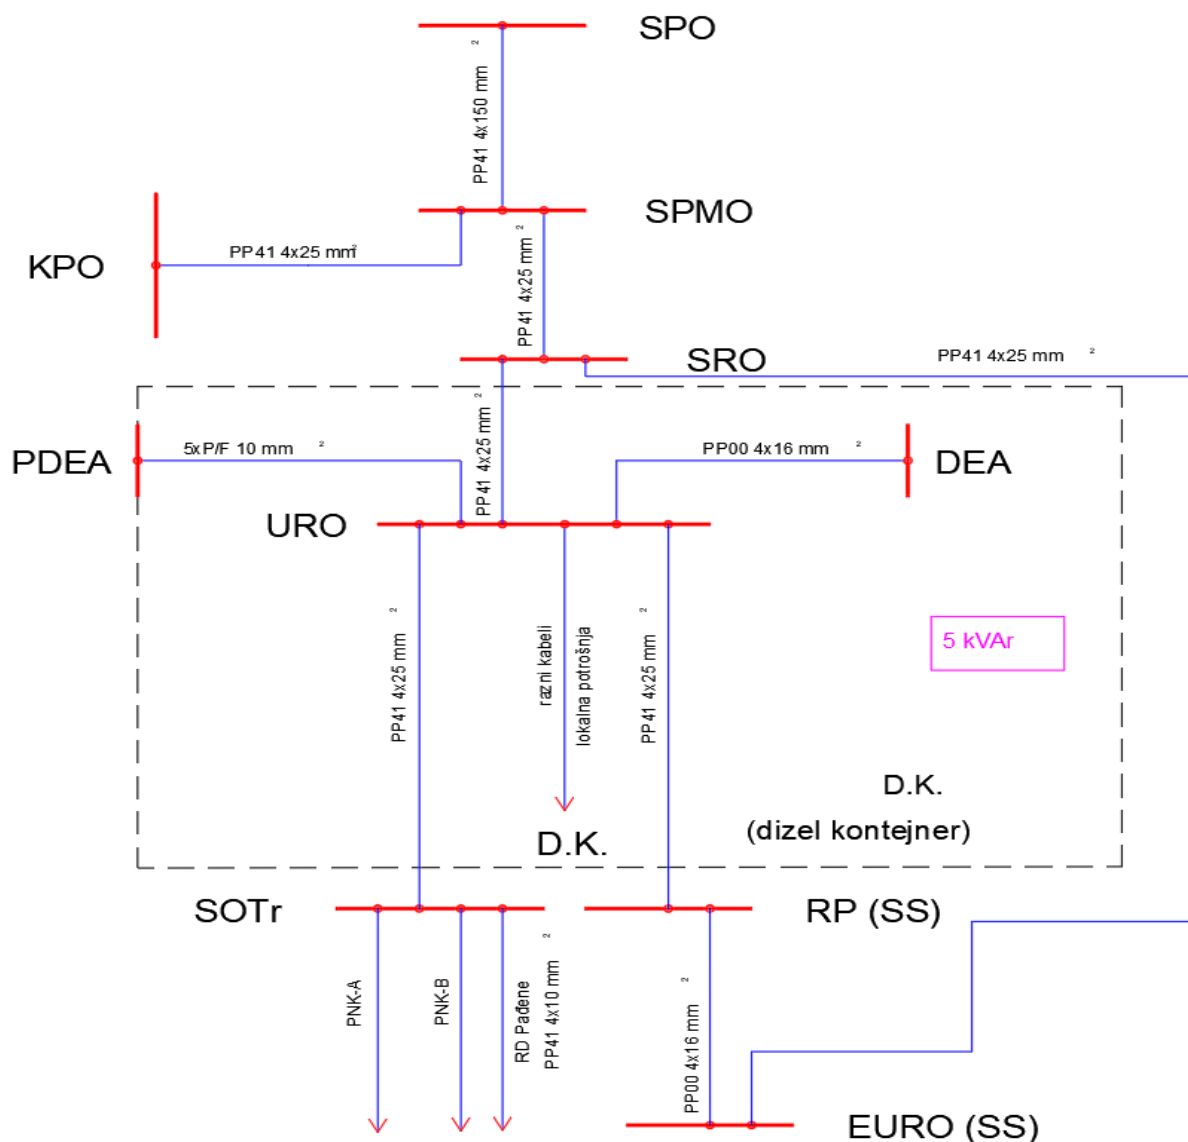 SPO
PP41 4x150 mm²
SPMO
KPO
PP41 4x25 mm²
PP41 4x25 mm²
SRO
PP41 4x25 mm²
PDEA
5xP/F 10 mm²
PP41 4x25 mm²
PP00 4x16 mm²
DEA
URO
PP41 4x25 mm²
razni kabeli
lokalna potrošnja
PP41 4x25 mm²
5 kVAr
D.K.
(dizel kontejner)
D.K.
SOTr
RP (SS)
PNK-A
PNK-B
RD Pađene
PP41 4x10 mm²
PP00 4x16 mm²
EURO (SS)